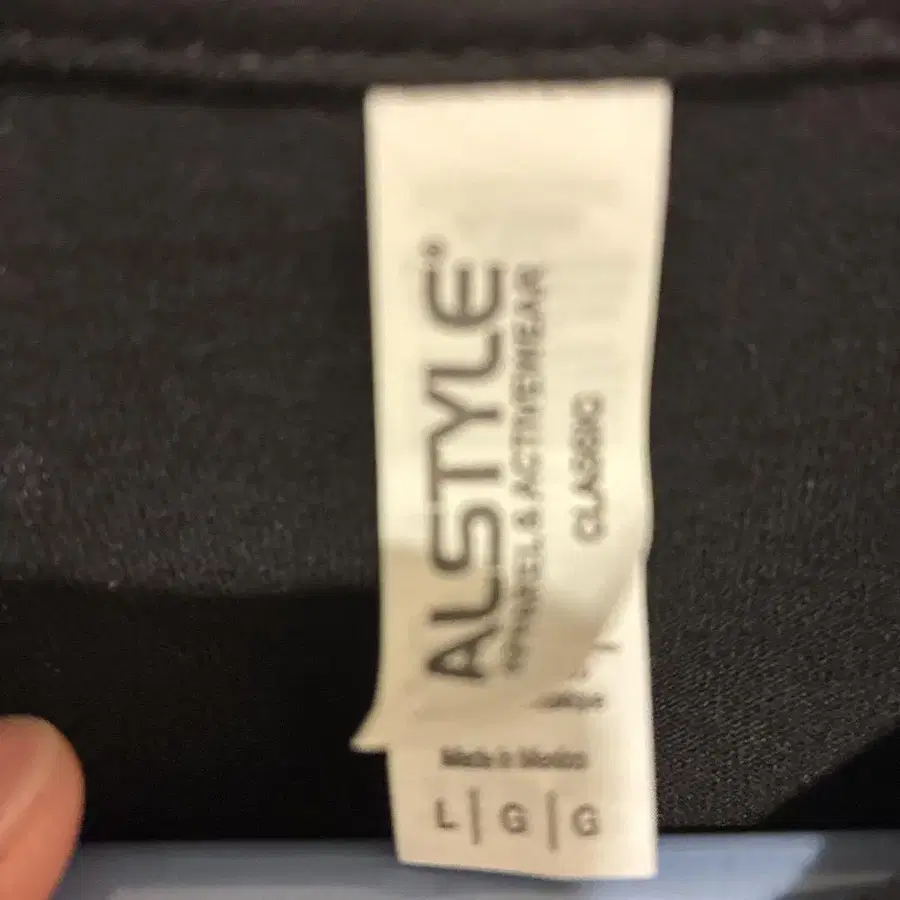 ALSTYLE®
APPAREL & ACTIVEWEAR
CLASSIC
Made in Mexico
L | G | G